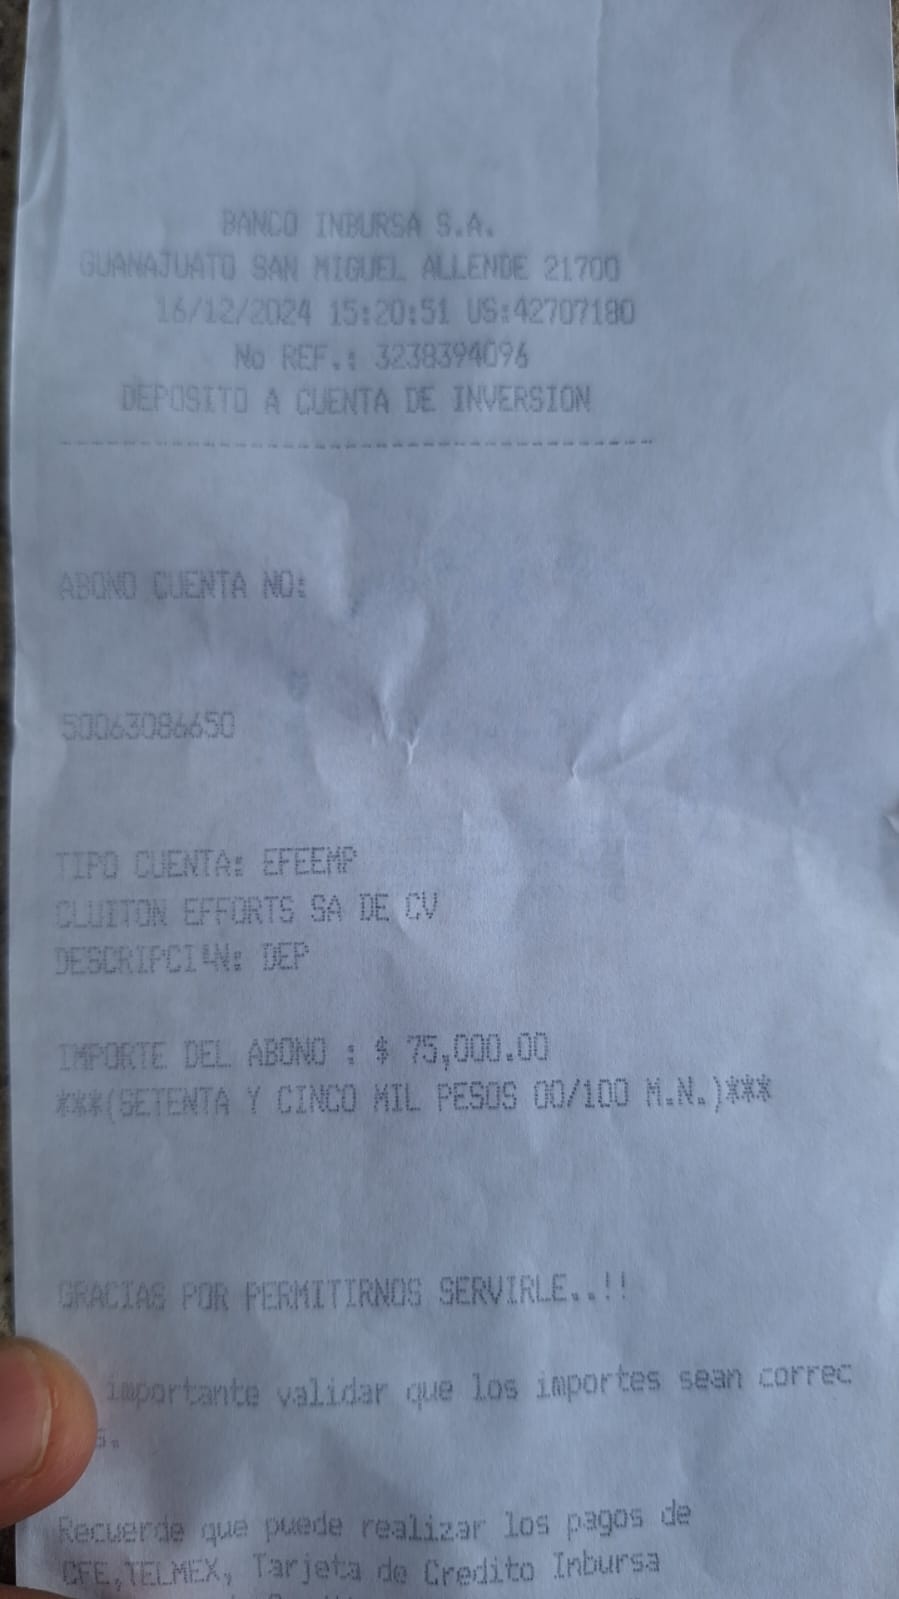 BANCO INBURSA S.A.
GUANAJUATO SAN MIGUEL ALLENDE 21700
16/12/2024 15:20:51 US:42707180
No REF.: 3238394096
DEPOSITO A CUENTA DE INVERSION
--------------------------------------
ABONO CUENTA NO:
50063086650
TIPO CUENTA: EFEEMP
CLUITON EFFORTS SA DE CV
DESCRIPCI╘N: DEP
IMPORTE DEL ABONO : $ 75,000.00
***(SETENTA Y CINCO MIL PESOS 00/100 M.N.)***
GRACIAS POR PERMITIRNOS SERVIRLE..!!
importante validar que los importes sean correc
s.
Recuerde que puede realizar los pagos de
CFE,TELMEX, Tarjeta de Credito Inbursa